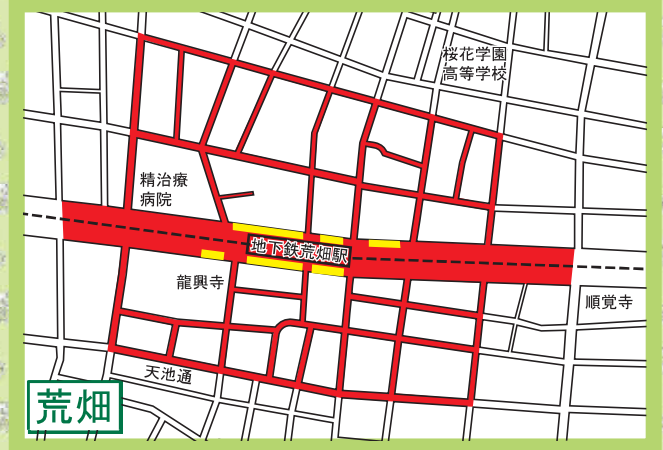 桜花学園
高等学校
精治療
病院
地下鉄荒畑駅
龍興寺
順覚寺
天池通
荒畑